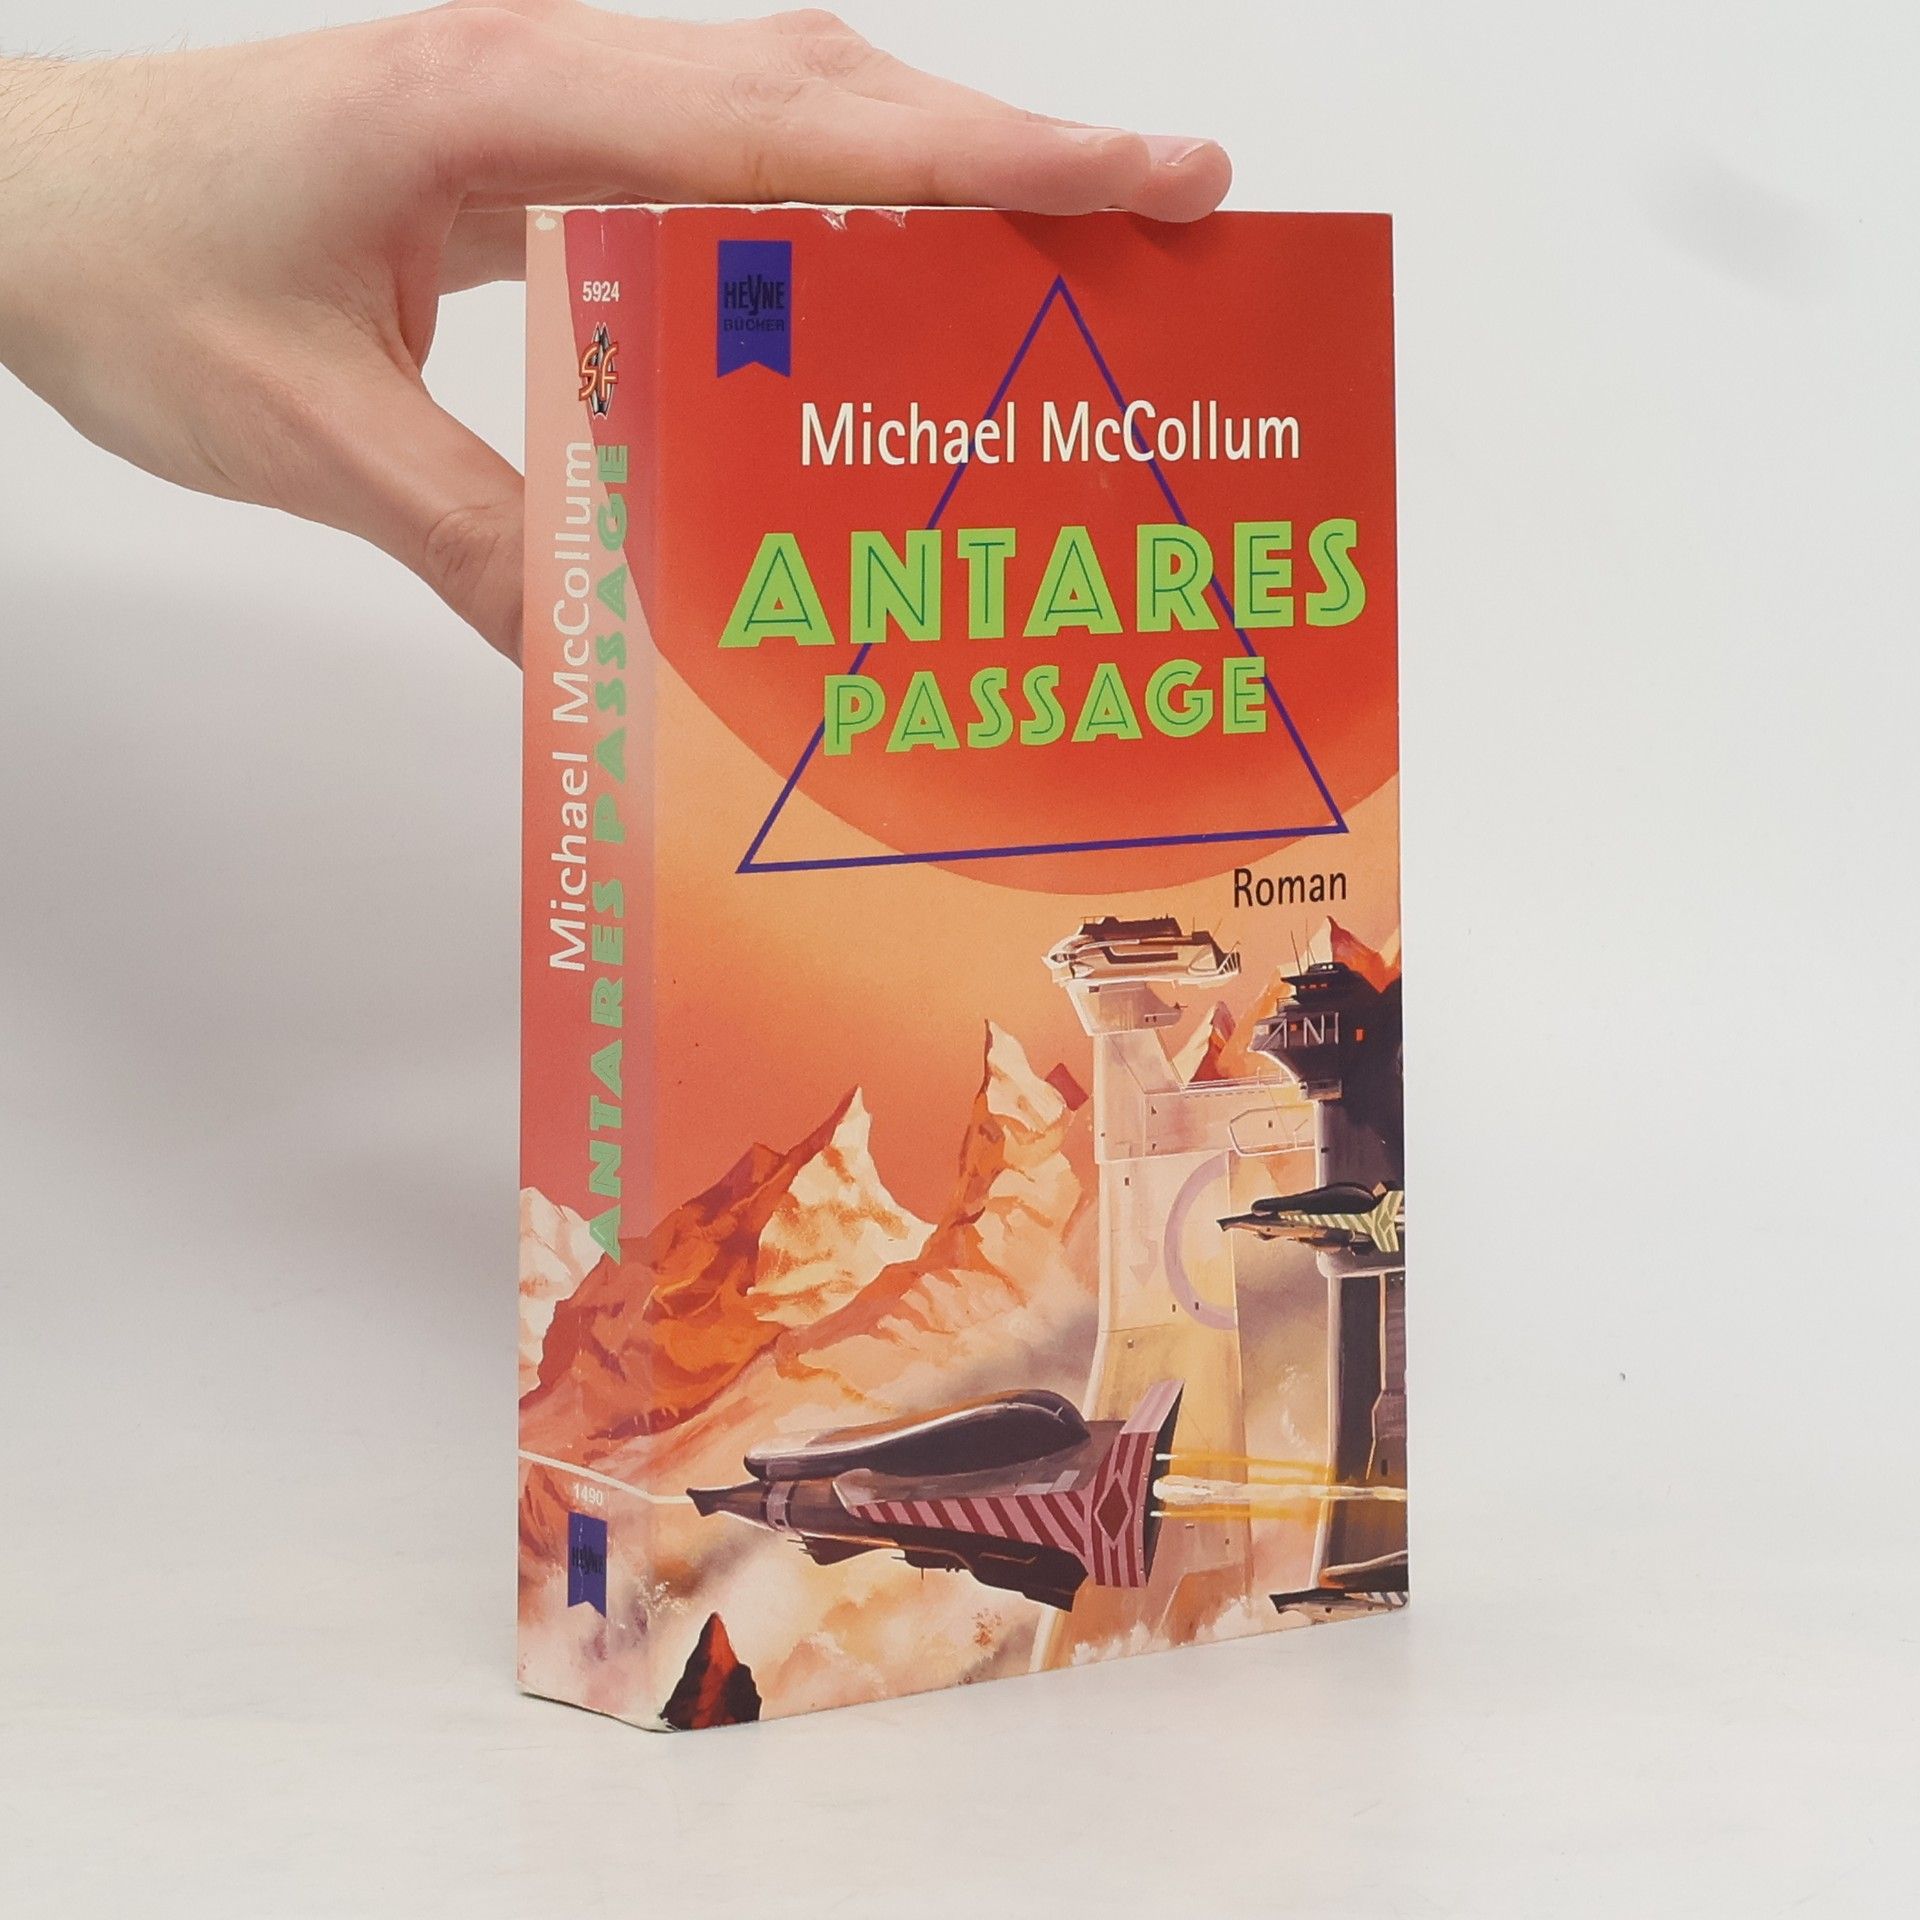 5924
SF
Michael McCollum
ANTARES PASSAGE
1490
HEYNE
HEYNE
BÜCHER
Michael McCollum
ANTARES
PASSAGE
Roman